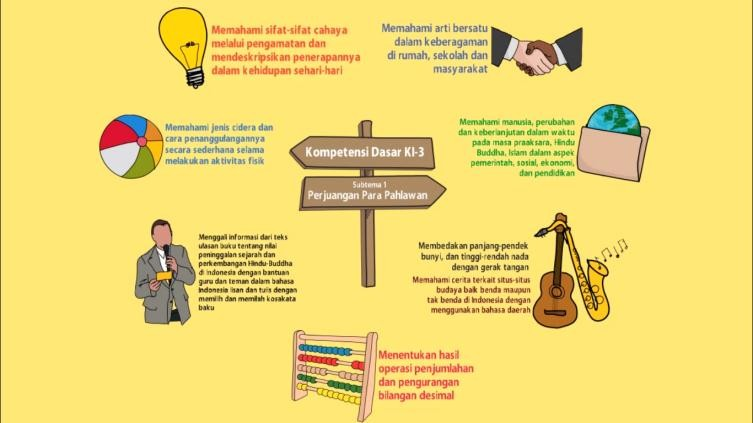 Memahami sifat-sifat cahaya
melalui pengamatan dan
mendeskripsikan penerapannya
dalam kehidupan sehari-hari
Memahami arti bersatu
dalam keberagaman
di rumah, sekolah dan
masyarakat
Memahami jenis cidera dan
cara penanggulangannya
secara sederhana selama
melakukan aktivitas fisik
Kompetensi Dasar KI-3
Subtema 1
Perjuangan Para Pahlawan
Memahami manusia, perubahan
dan keberlanjutan dalam waktu
pada masa praaksara, Hindu
Buddha, Islam dalam aspek
pemerintah, sosial, ekonomi,
dan pendidikan
Menggali informasi dari teks
ulasan buku tentang nilai
peninggalan sejarah dan
perkembangan Hindu-Buddha
di Indonesia dengan bantuan
guru dan teman dalam bahasa
Indonesia lisan dan tulis dengan
memilih dan memilah kosakata
baku
Membedakan panjang-pendek
bunyi, dan tinggi-rendah nada
dengan gerak tangan
Memahami cerita terkait situs-situs
budaya baik benda maupun
tak benda di Indonesia dengan
menggunakan bahasa daerah
Menentukan hasil
operasi penjumlahan
dan pengurangan
bilangan desimal